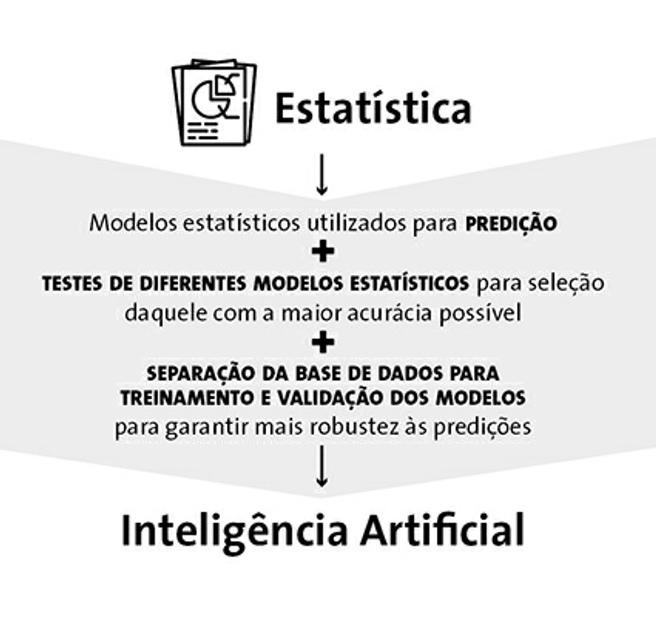 Estatística
Modelos estatísticos utilizados para PREDIÇÃO
+
TESTES DE DIFERENTES MODELOS ESTATÍSTICOS para seleção
daquele com a maior acurácia possível
+
SEPARAÇÃO DA BASE DE DADOS PARA
TREINAMENTO E VALIDAÇÃO DOS MODELOS
para garantir mais robustez às predições
Inteligência Artificial